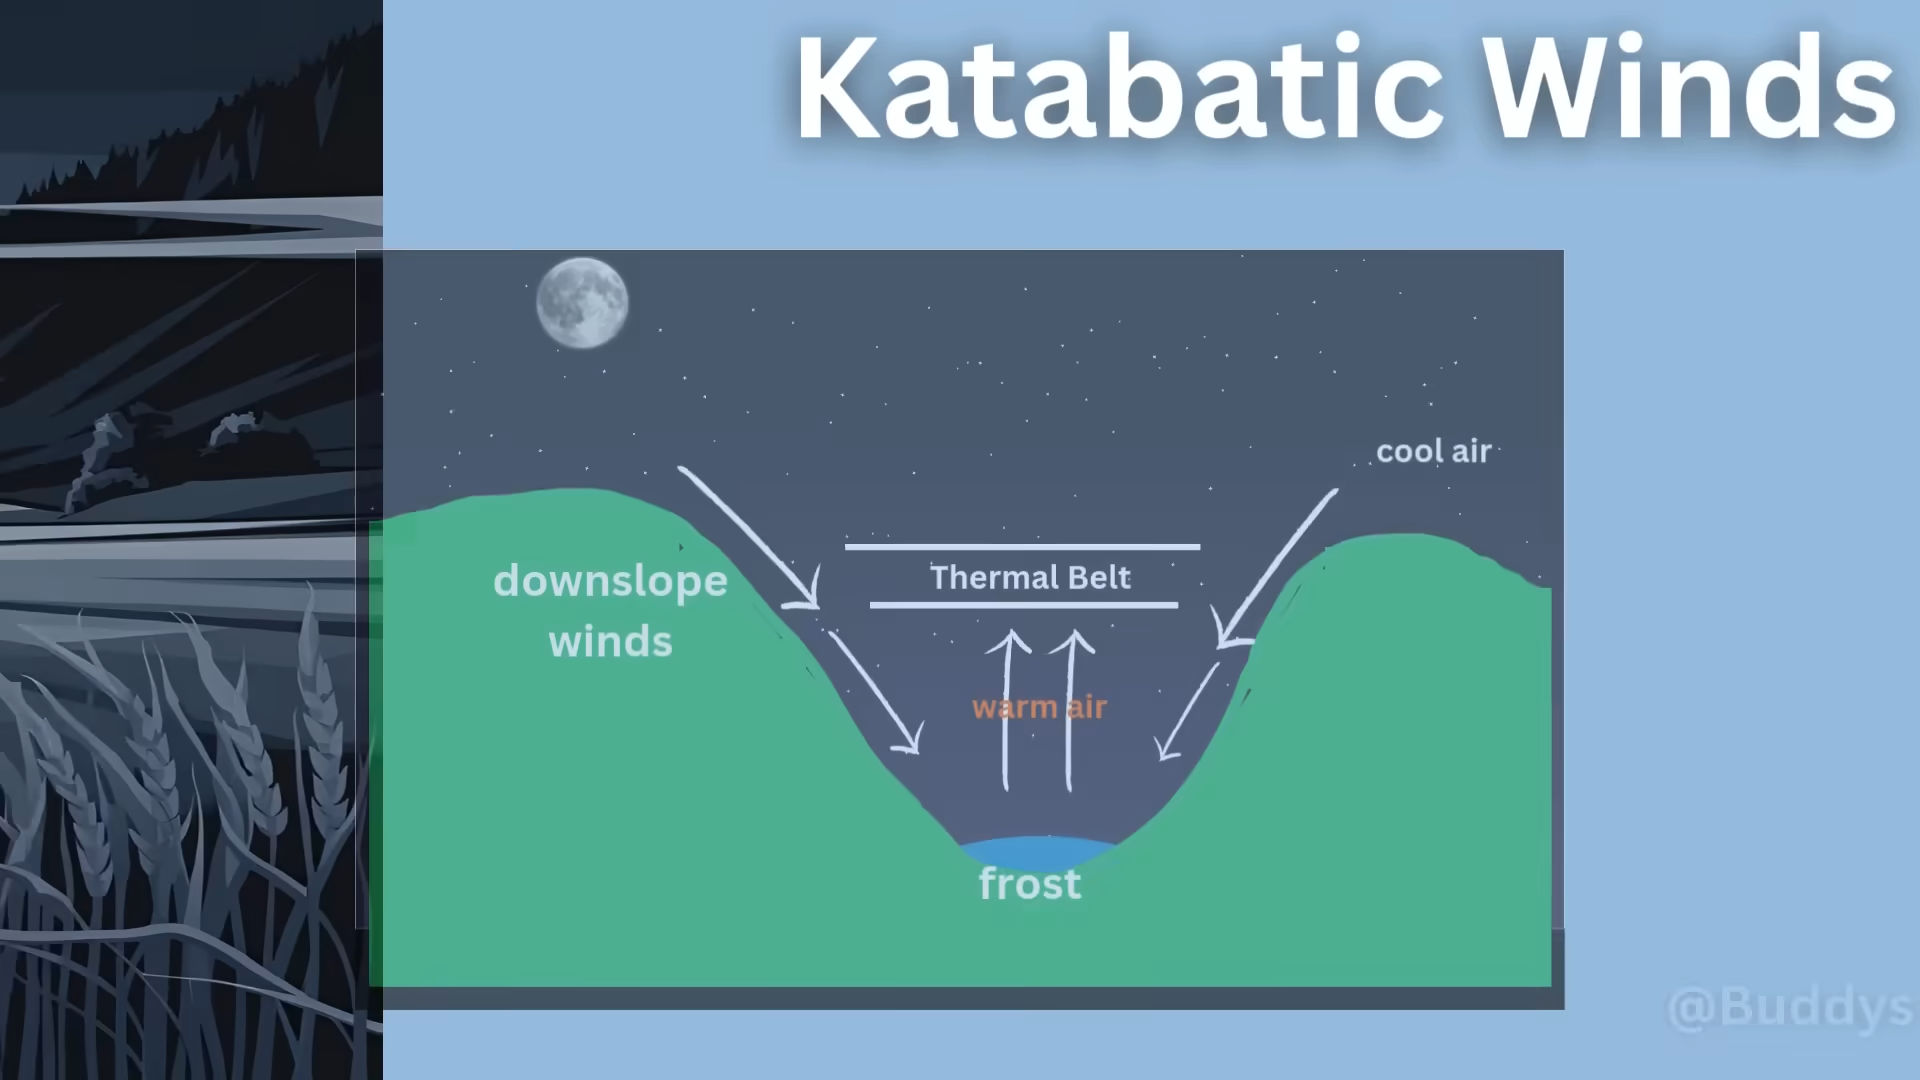 Katabatic Winds
cool air
Thermal Belt
downslope
winds
warm air
frost
@Buddys